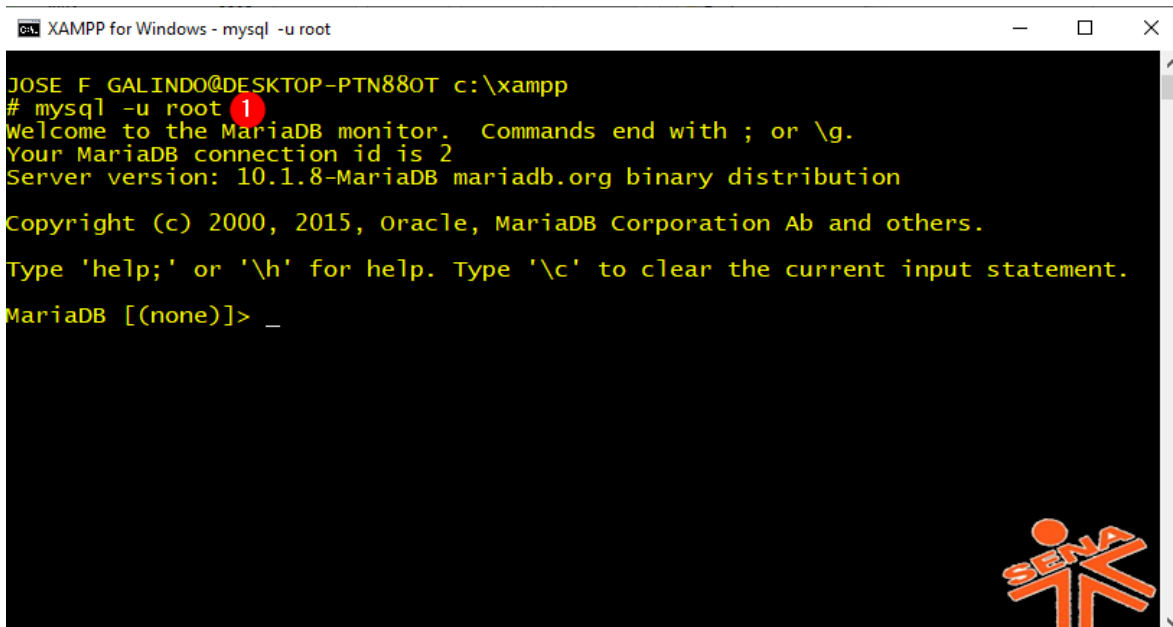 XAMPP for Windows - mysql  -u root
JOSE F GALINDO@DESKTOP-PTN88OT c:\xampp
# mysql -u root 1
Welcome to the MariaDB monitor.  Commands end with ; or \g.
Your MariaDB connection id is 2
Server version: 10.1.8-MariaDB mariadb.org binary distribution
Copyright (c) 2000, 2015, Oracle, MariaDB Corporation Ab and others.
Type 'help;' or '\h' for help. Type '\c' to clear the current input statement.
MariaDB [(none)]> _
SENA